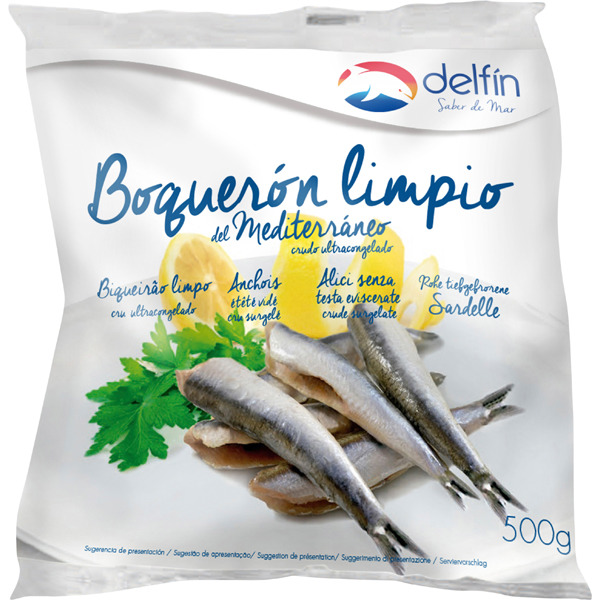 delfín
Saber de Mar
Boquerón limpio
del Mediterráneo
crudo ultracongelado
Biqueirão limpo
cru ultracongelado
Anchois
étêté vidé
cru surgelé
Alici senza
testa eviscerate
crude surgelate
Rohe tiefgefrorene
Sardelle
500g
Sugerencia de presentación / Sugestão de apresentação / Suggestion de présentation / Suggerimento di presentazione / Serviervorschlag